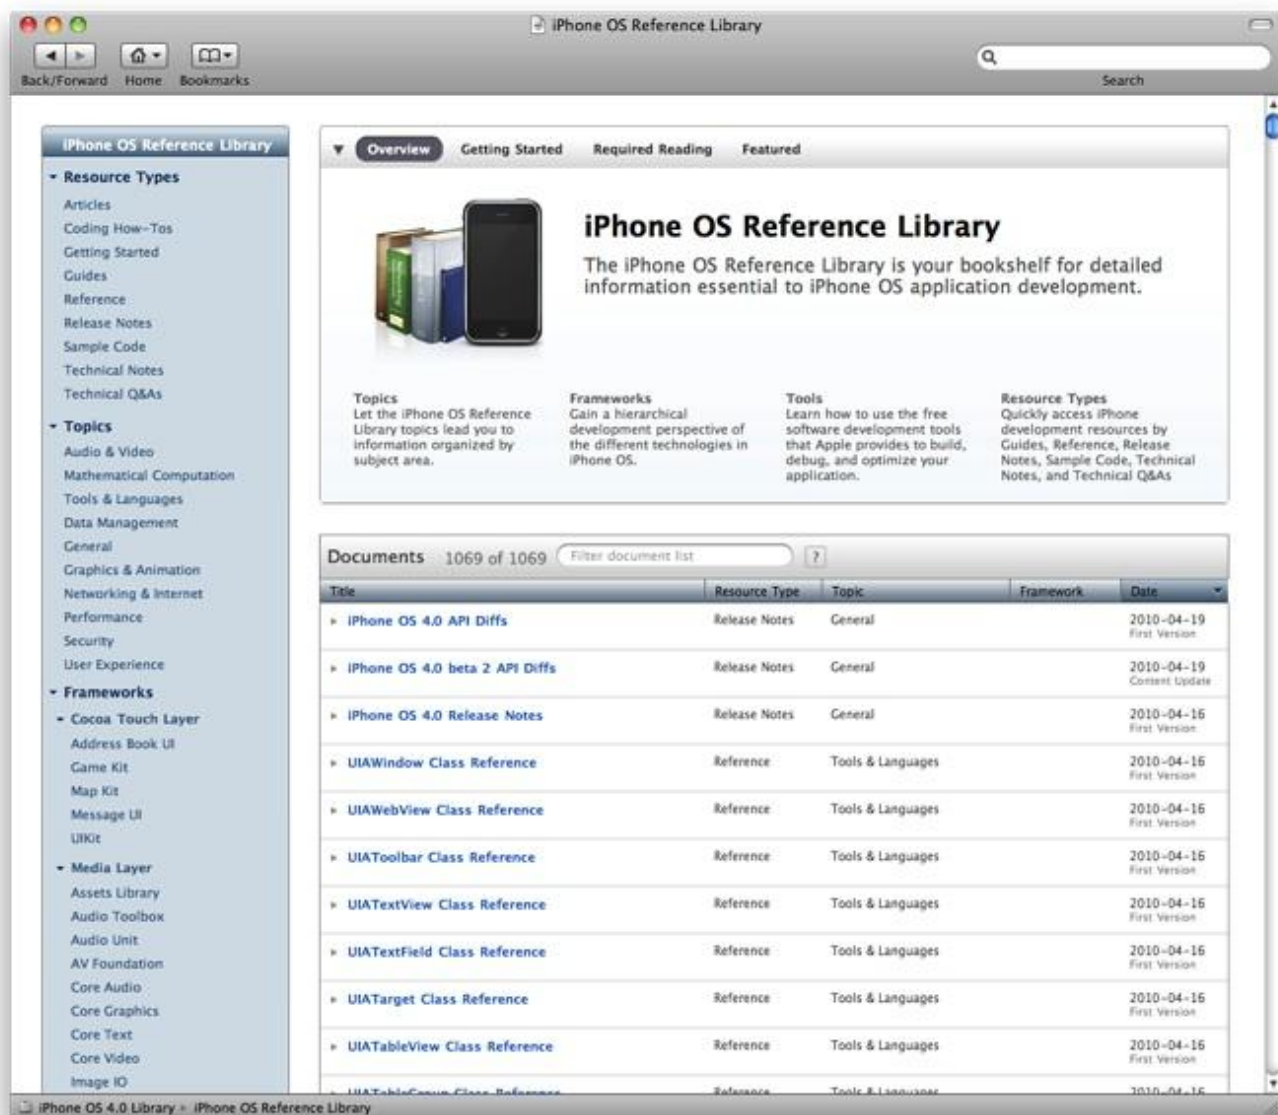 iPhone OS Reference Library
Back/Forward Home Bookmarks
Search
iPhone OS Reference Library
Resource Types
Articles
Coding How-Tos
Getting Started
Guides
Reference
Release Notes
Sample Code
Technical Notes
Technical Q&As
Topics
Audio & Video
Mathematical Computation
Tools & Languages
Data Management
General
Graphics & Animation
Networking & Internet
Performance
Security
User Experience
Frameworks
Cocoa Touch Layer
Address Book UI
Game Kit
Map Kit
Message UI
UIKit
Media Layer
Assets Library
Audio Toolbox
Audio Unit
AV Foundation
Core Audio
Core Graphics
Core Text
Core Video
Image IO
Overview Getting Started Required Reading Featured
iPhone OS Reference Library
The iPhone OS Reference Library is your bookshelf for detailed
information essential to iPhone OS application development.
Topics
Let the iPhone OS Reference
Library topics lead you to
information organized by
subject area.
Frameworks
Gain a hierarchical
development perspective of
the different technologies in
iPhone OS.
Tools
Learn how to use the free
software development tools
that Apple provides to build,
debug, and optimize your
application.
Resource Types
Quickly access iPhone
development resources by
Guides, Reference, Release
Notes, Sample Code, Technical
Notes, and Technical Q&As
Documents 1069 of 1069 Filter document list ?
Title Resource Type Topic Framework Date
iPhone OS 4.0 API Diffs Release Notes General 2010-04-19
First Version
iPhone OS 4.0 beta 2 API Diffs Release Notes General 2010-04-19
Content Update
iPhone OS 4.0 Release Notes Release Notes General 2010-04-16
First Version
UIAWindow Class Reference Reference Tools & Languages 2010-04-16
First Version
UIAWebView Class Reference Reference Tools & Languages 2010-04-16
First Version
UIAToolbar Class Reference Reference Tools & Languages 2010-04-16
First Version
UIATextView Class Reference Reference Tools & Languages 2010-04-16
First Version
UIATextField Class Reference Reference Tools & Languages 2010-04-16
First Version
UIATarget Class Reference Reference Tools & Languages 2010-04-16
First Version
UIATableView Class Reference Reference Tools & Languages 2010-04-16
First Version
UIATableGroup Class Reference Reference Tools & Languages 2010-04-16
iPhone OS 4.0 Library iPhone OS Reference Library